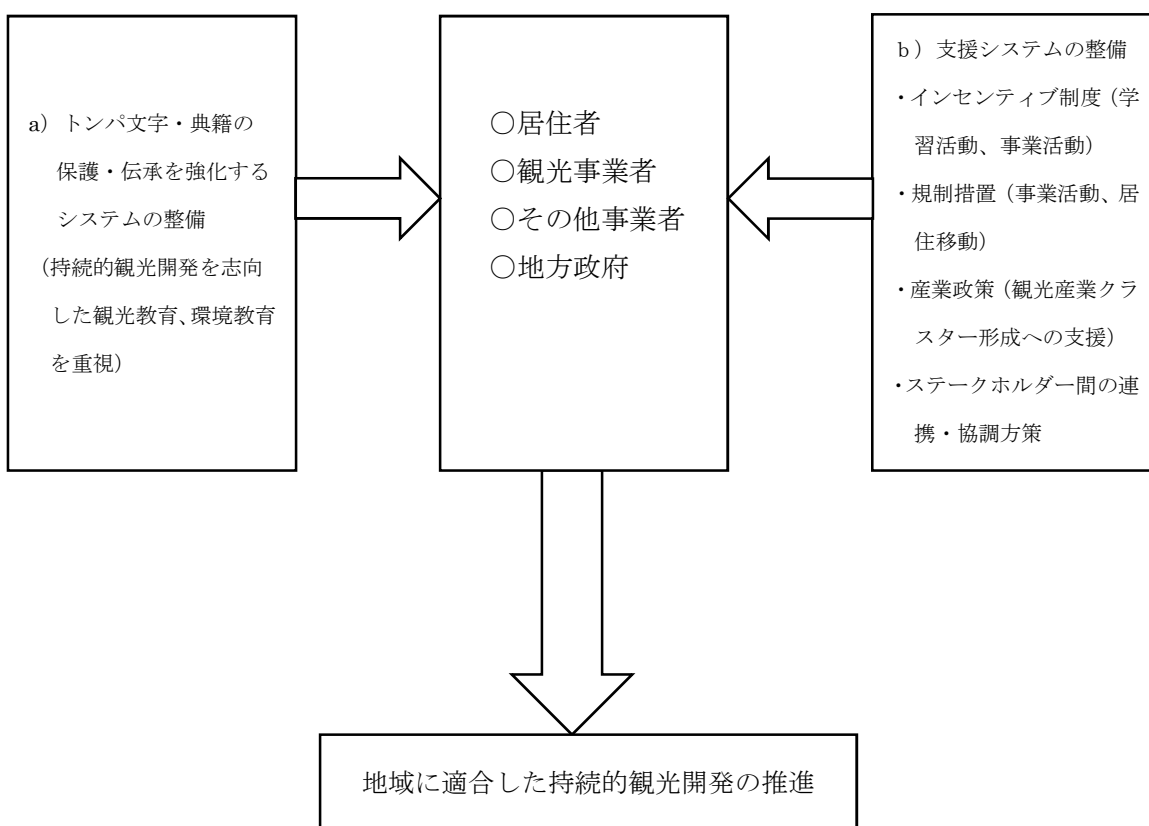 a）トンパ文字・典籍の
保護・伝承を強化する
システムの整備
（持続的観光開発を志向
した観光教育、環境教育
を重視）
○居住者
○観光事業者
○その他事業者
○地方政府
b）支援システムの整備
・インセンティブ制度（学
習活動、事業活動）
・規制措置（事業活動、居
住移動）
・産業政策（観光産業クラ
スター形成への支援）
・ステークホルダー間の連
携・協調方策
地域に適合した持続的観光開発の推進